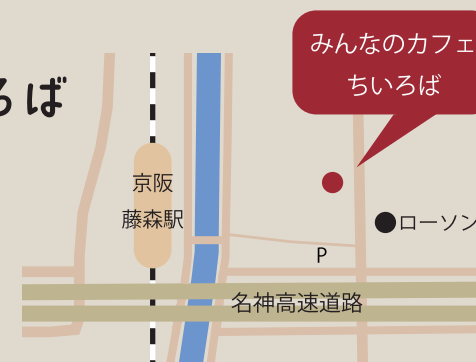 みんなのカフェ
ちいろば
ろば
京阪
藤森駅
ローソン
P
名神高速道路